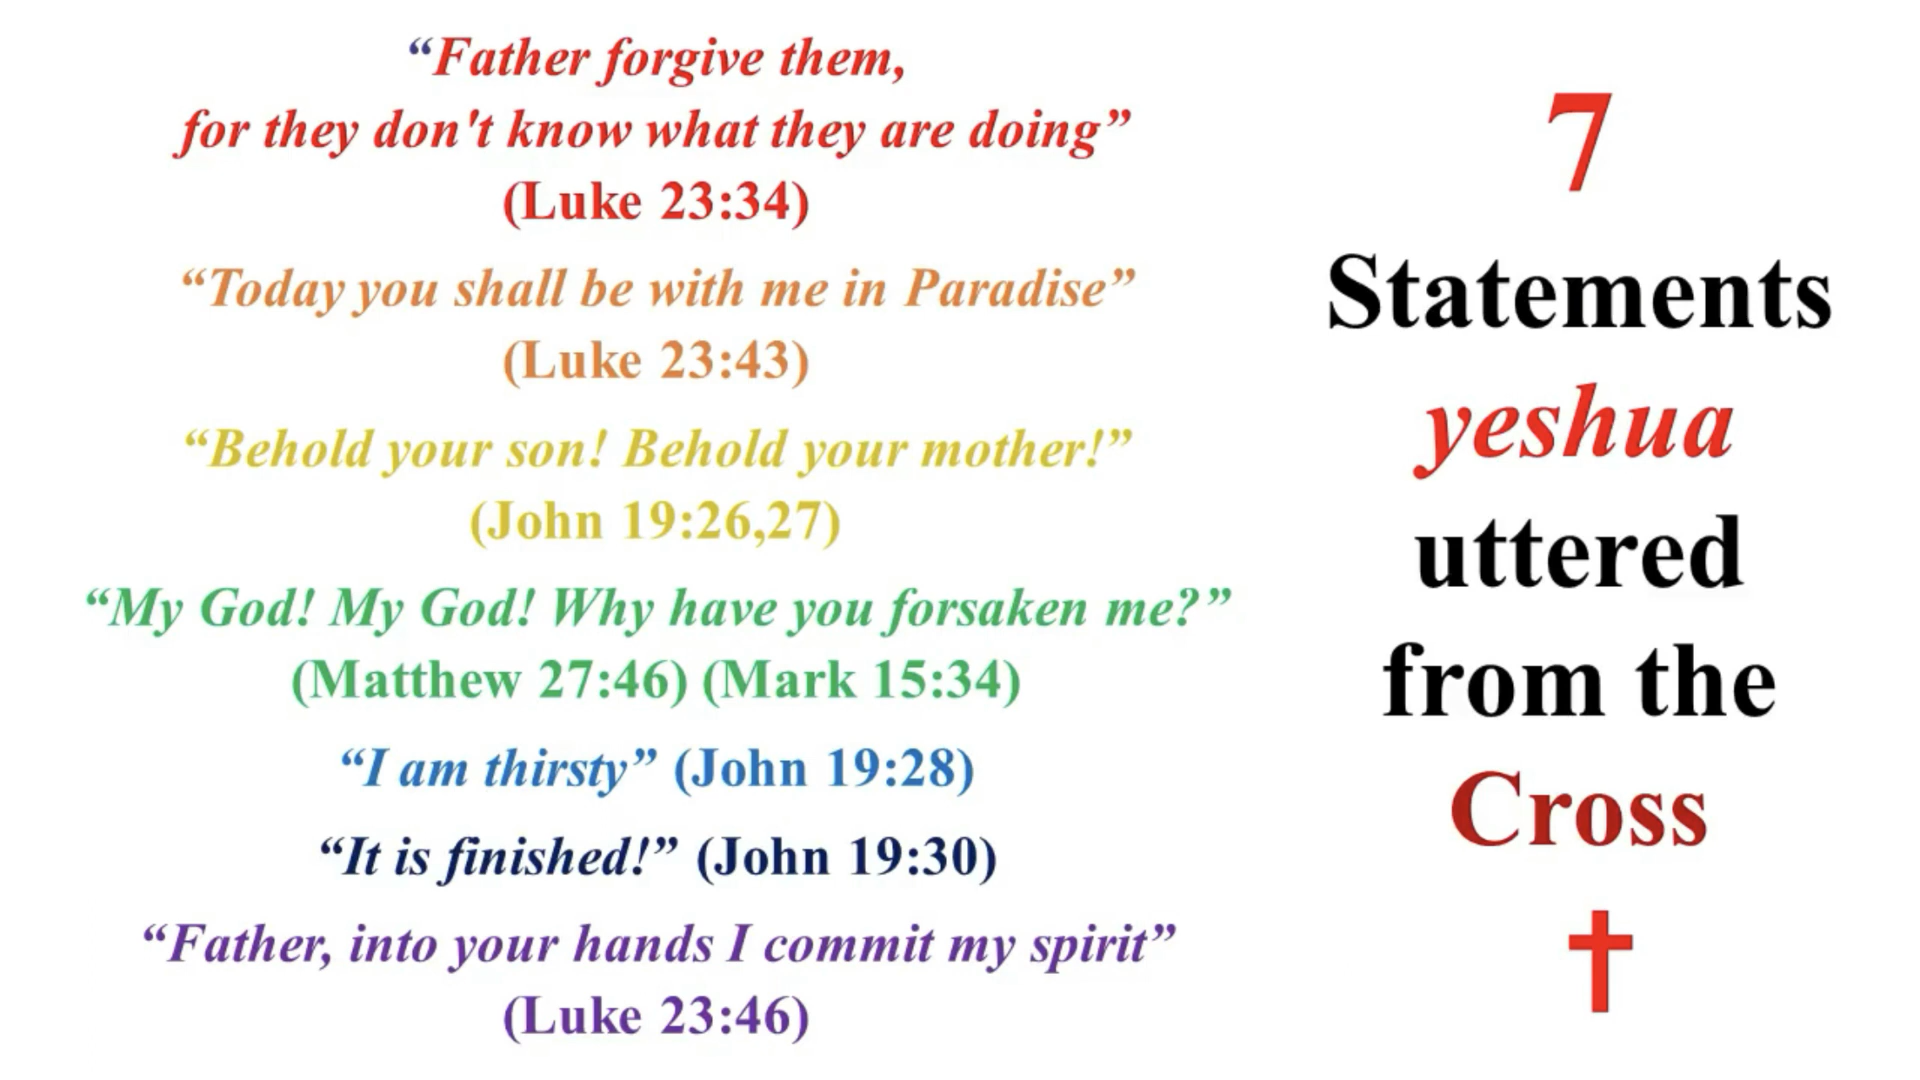 “Father forgive them,
for they don't know what they are doing”
(Luke 23:34)
“Today you shall be with me in Paradise”
(Luke 23:43)
“Behold your son! Behold your mother!”
(John 19:26,27)
“My God! My God! Why have you forsaken me?”
(Matthew 27:46) (Mark 15:34)
“I am thirsty” (John 19:28)
“It is finished!” (John 19:30)
“Father, into your hands I commit my spirit”
(Luke 23:46)
7
Statements
yeshua
uttered
from the
Cross